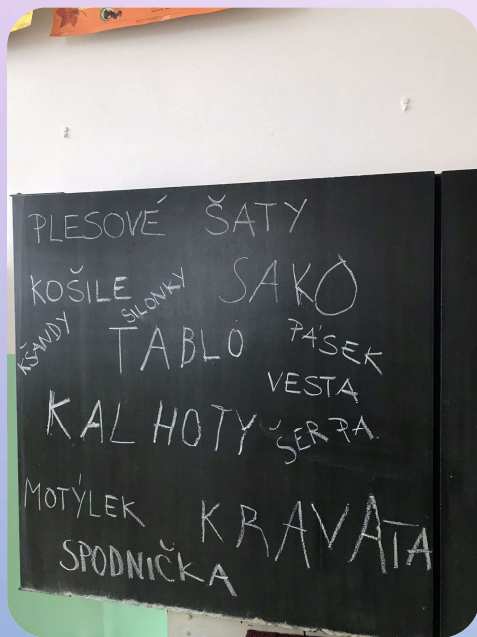 PLESOVÉ ŠATY
KOŠILE SILONKY SAKO
KŠANDY TABLO PÁSEK
VESTA
KALHOTY ŠERPA
MOTÝLEK KRAVATA
SPODNIČKA